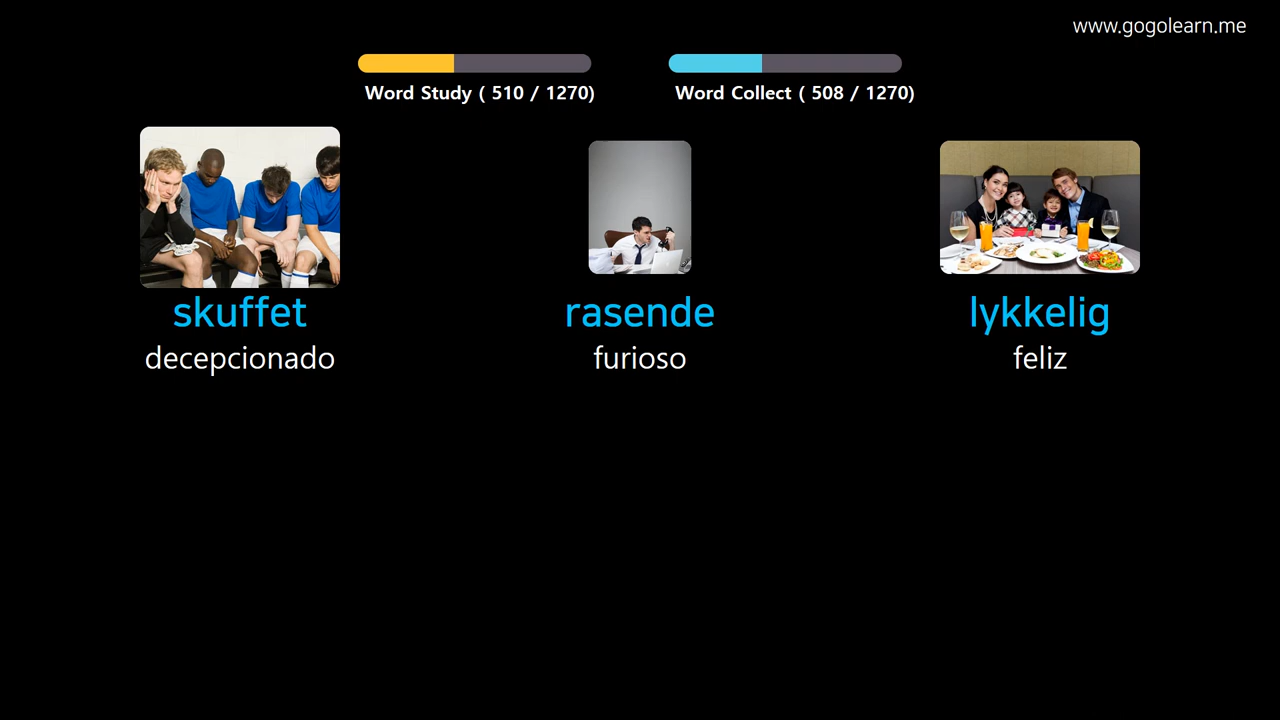 www.gogolearn.me
Word Study ( 510 / 1270)
Word Collect ( 508 / 1270)
skuffet
rasende
lykkelig
decepcionado
furioso
feliz